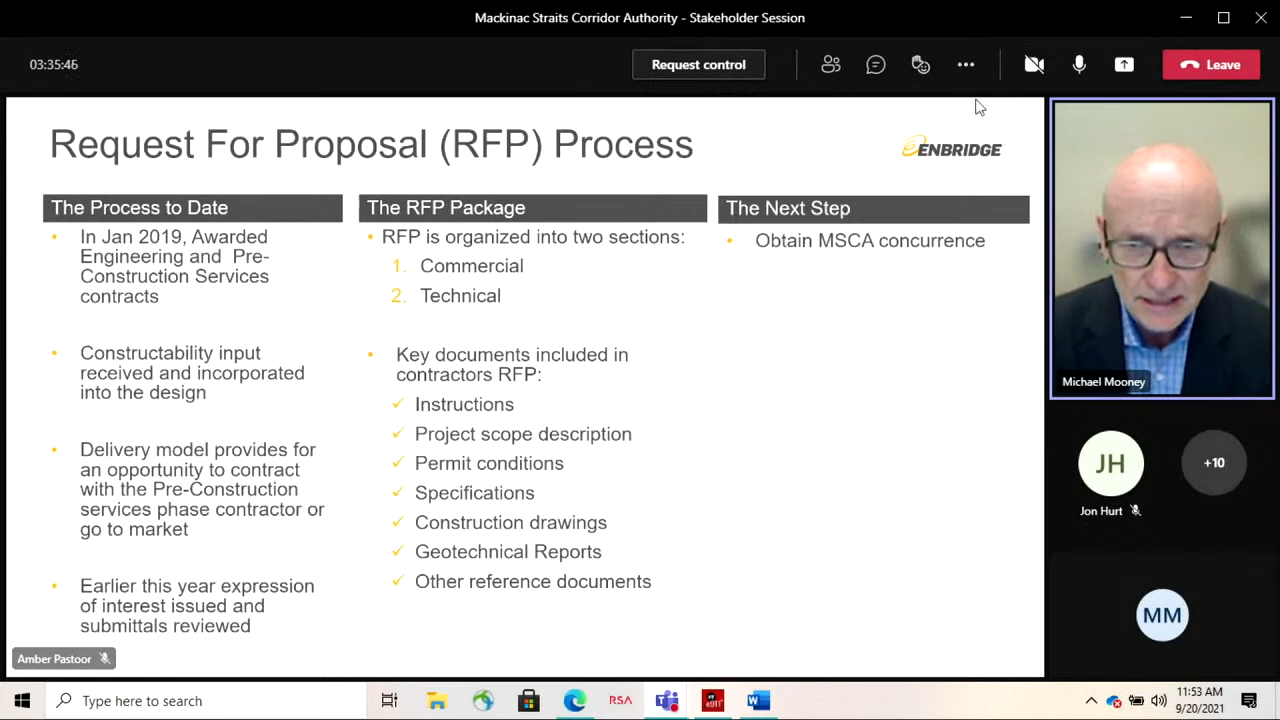 Mackinac Straits Corridor Authority - Stakeholder Session
03:35:45
Request control
Leave
Request For Proposal (RFP) Process
ENBRIDGE
The Process to Date
In Jan 2019, Awarded
Engineering and Pre-
Construction Services
contracts
Constructability input
received and incorporated
into the design
Delivery model provides for
an opportunity to contract
with the Pre-Construction
services phase contractor or
go to market
Earlier this year expression
of interest issued and
submittals reviewed
The RFP Package
RFP is organized into two sections:
1. Commercial
2. Technical
Key documents included in
contractors RFP:
Instructions
Project scope description
Permit conditions
Specifications
Construction drawings
Geotechnical Reports
Other reference documents
The Next Step
Obtain MSCA concurrence
Michael Mooney
JH
+10
Jon Hurt
MM
Amber Pastoor
Type here to search
RSA
11:53 AM
9/20/2021